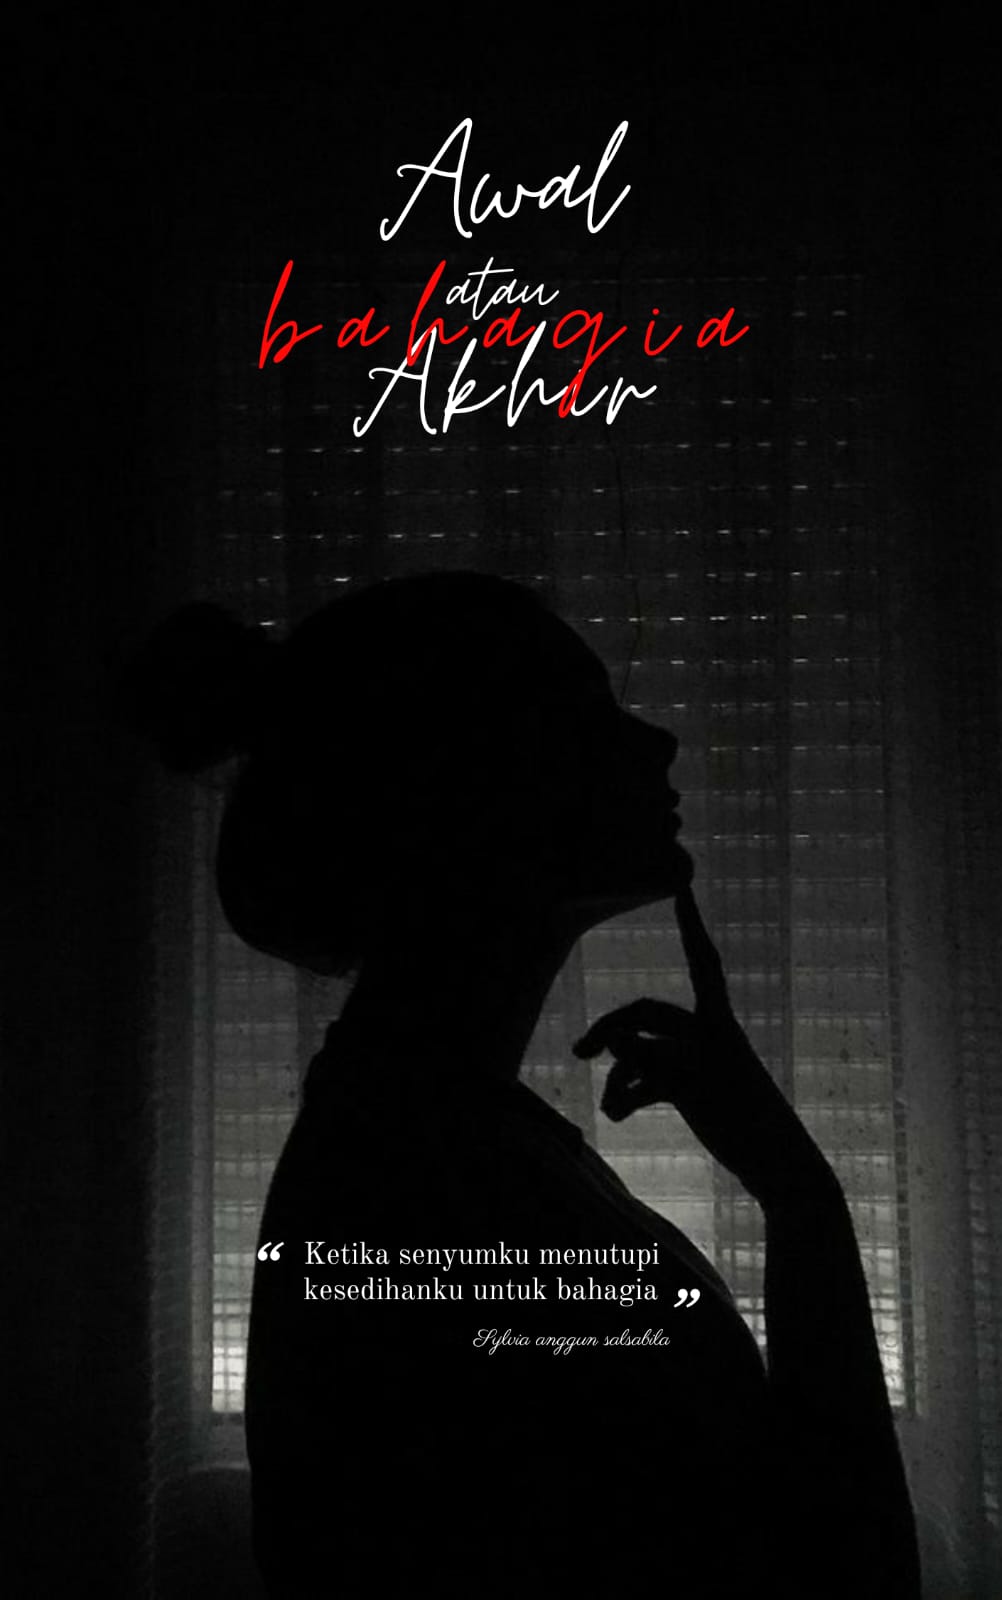 Awal
atau
bahagia
Akhir
“ Ketika senyumku menutupi
kesedihanku untuk bahagia ”
Sylvia anggun salsabila